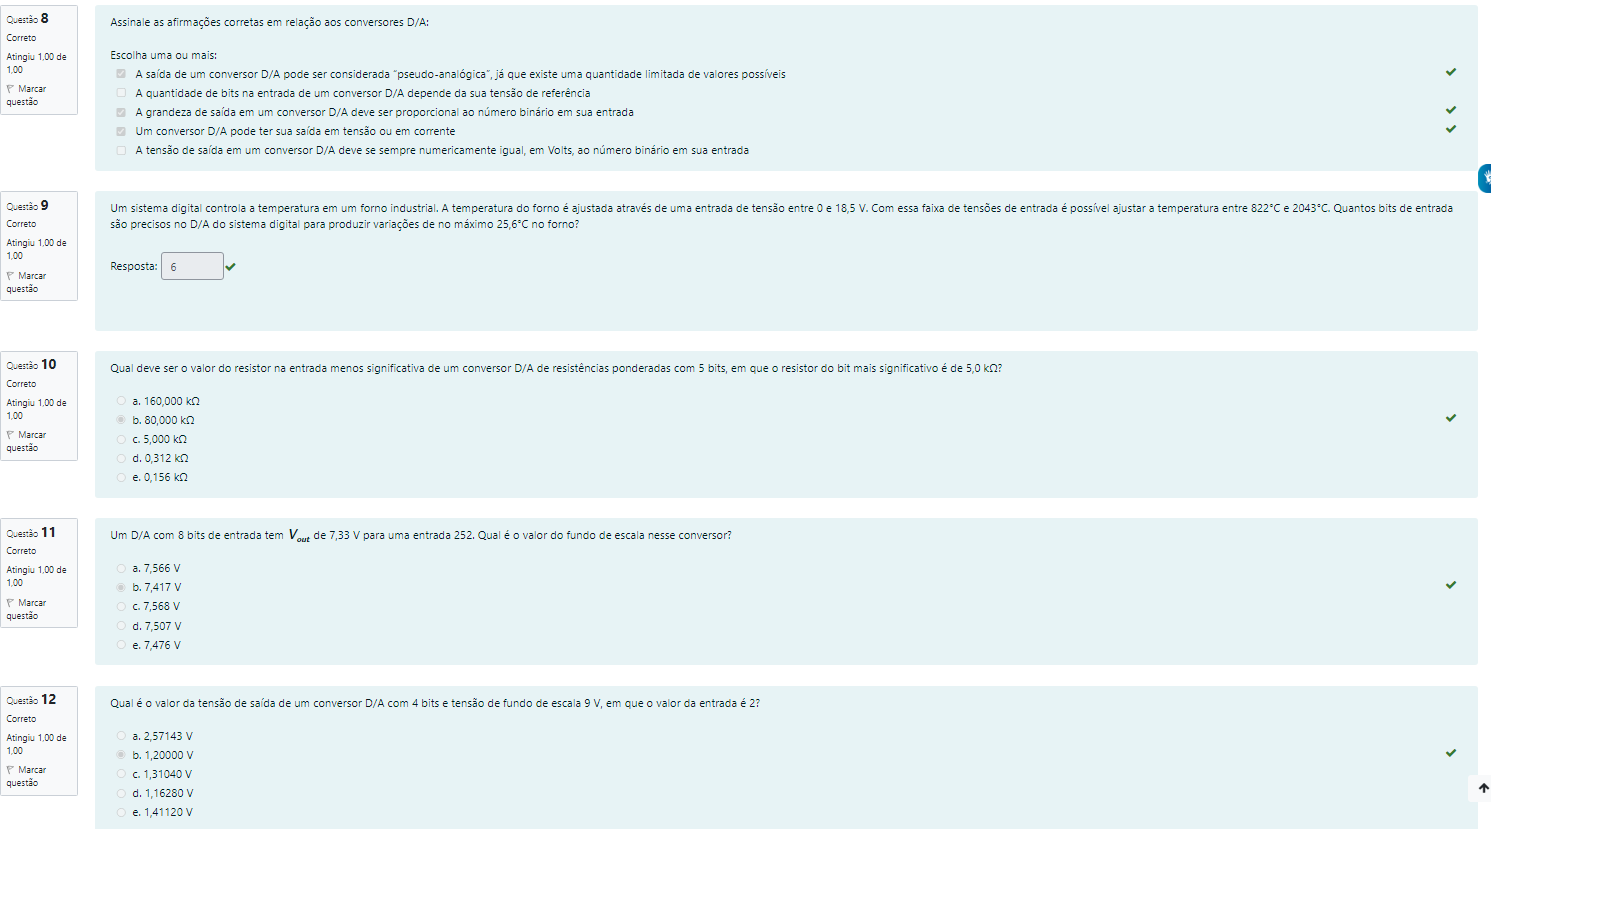 Questão 8
Correto
Atingiu 1,00 de
1,00
Marcar
questão
Assinale as afirmações corretas em relação aos conversores D/A:
Escolha uma ou mais:
A saída de um conversor D/A pode ser considerada "pseudo-analógica", já que existe uma quantidade limitada de valores possíveis
A quantidade de bits na entrada de um conversor D/A depende da sua tensão de referência
A grandeza de saída em um conversor D/A deve ser proporcional ao número binário em sua entrada
Um conversor D/A pode ter sua saída em tensão ou em corrente
A tensão de saída em um conversor D/A deve se sempre numericamente igual, em Volts, ao número binário em sua entrada
Questão 9
Correto
Atingiu 1,00 de
1,00
Marcar
questão
Um sistema digital controla a temperatura em um forno industrial. A temperatura do forno é ajustada através de uma entrada de tensão entre 0 e 18,5 V. Com essa faixa de tensões de entrada é possível ajustar a temperatura entre 822°C e 2043°C. Quantos bits de entrada
são precisos no D/A do sistema digital para produzir variações de no máximo 25,6°C no forno?
Resposta: 6
Questão 10
Correto
Atingiu 1,00 de
1,00
Marcar
questão
Qual deve ser o valor do resistor na entrada menos significativa de um conversor D/A de resistências ponderadas com 5 bits, em que o resistor do bit mais significativo é de 5,0 kΩ?
a. 160,000 kΩ
b. 80,000 kΩ
c. 5,000 kΩ
d. 0,312 kΩ
e. 0,156 kΩ
Questão 11
Correto
Atingiu 1,00 de
1,00
Marcar
questão
Um D/A com 8 bits de entrada tem Vout de 7,33 V para uma entrada 252. Qual é o valor do fundo de escala nesse conversor?
a. 7,566 V
b. 7,417 V
c. 7,568 V
d. 7,507 V
e. 7,476 V
Questão 12
Correto
Atingiu 1,00 de
1,00
Marcar
questão
Qual é o valor da tensão de saída de um conversor D/A com 4 bits e tensão de fundo de escala 9 V, em que o valor da entrada é 2?
a. 2,57143 V
b. 1,20000 V
c. 1,31040 V
d. 1,16280 V
e. 1,41120 V